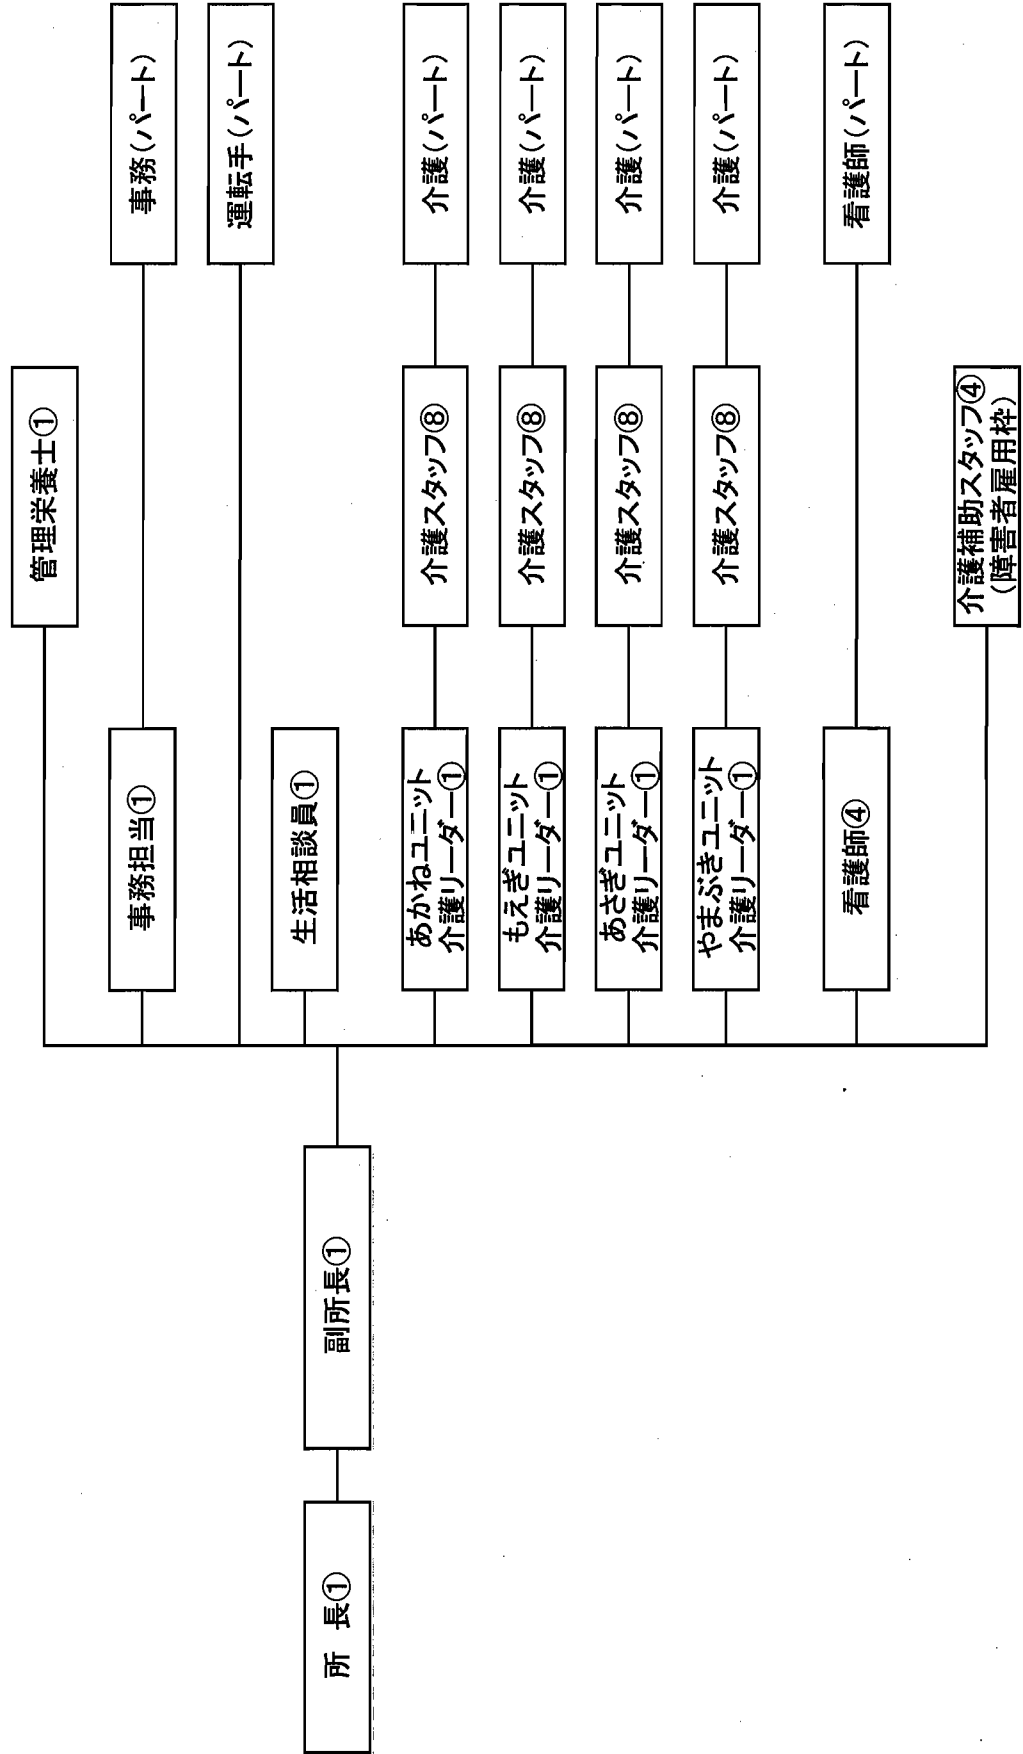 所　長①
副所長①
管理栄養士①
事務担当①
事務(パート)
運転手(パート)
生活相談員①
あかねユニット
介護リーダー①
介護スタッフ⑧
介護(パート)
もえぎユニット
介護リーダー①
介護スタッフ⑧
介護(パート)
あさぎユニット
介護リーダー①
介護スタッフ⑧
介護(パート)
やまぶきユニット
介護リーダー①
介護スタッフ⑧
介護(パート)
看護師④
看護師(パート)
介護補助スタッフ④
(障害者雇用枠)